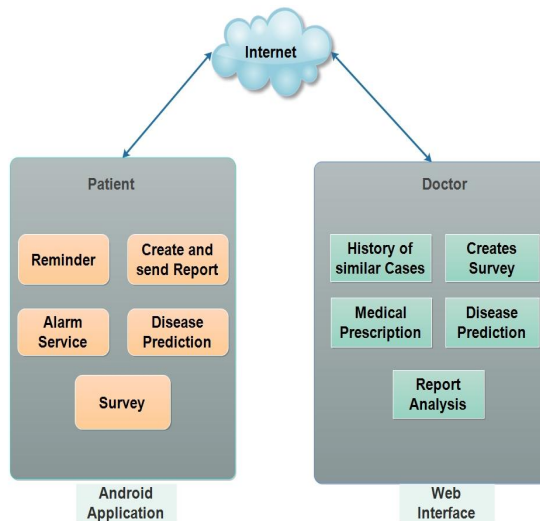 Internet
Patient
Reminder
Create and
send Report
Alarm
Service
Disease
Prediction
Survey
Android
Application
Doctor
History of
similar Cases
Creates
Survey
Medical
Prescription
Disease
Prediction
Report
Analysis
Web
Interface